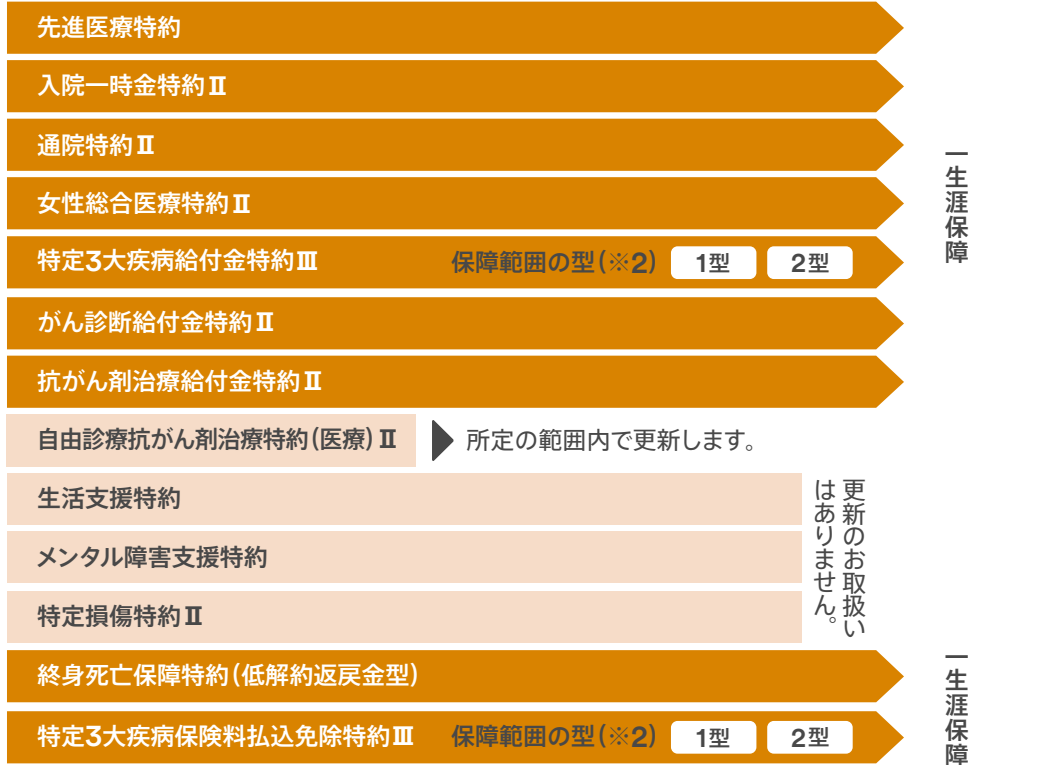 先進医療特約
入院一時金特約Ⅱ
通院特約Ⅱ
女性総合医療特約Ⅱ
特定3大疾病給付金特約Ⅲ 保障範囲の型(※2) 1型 2型
がん診断給付金特約Ⅱ
抗がん剤治療給付金特約Ⅱ
一生涯保障
自由診療抗がん剤治療特約(医療)Ⅱ 所定の範囲内で更新します。
生活支援特約
メンタル障害支援特約
特定損傷特約Ⅱ
更新のお取扱い
はありません。
終身死亡保障特約(低解約返戻金型)
特定3大疾病保険料払込免除特約Ⅲ 保障範囲の型(※2) 1型 2型
一生涯保障